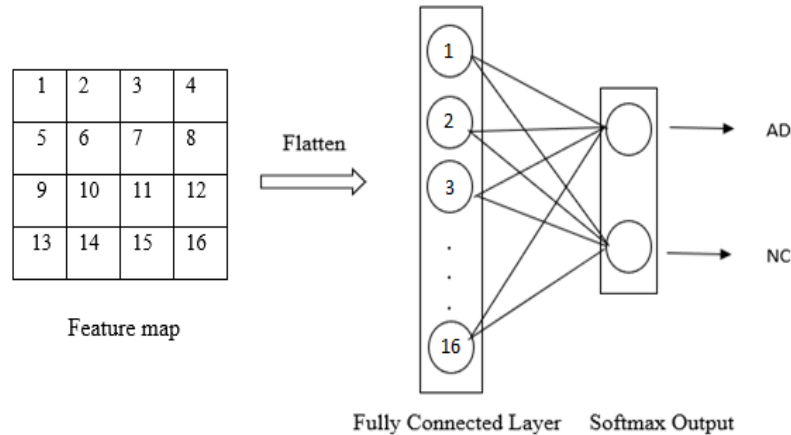 1 2 3 4
5 6 7 8
9 10 11 12
13 14 15 16
Feature map
Flatten
1
2
3
.
.
.
16
Fully Connected Layer
AD
NC
Softmax Output